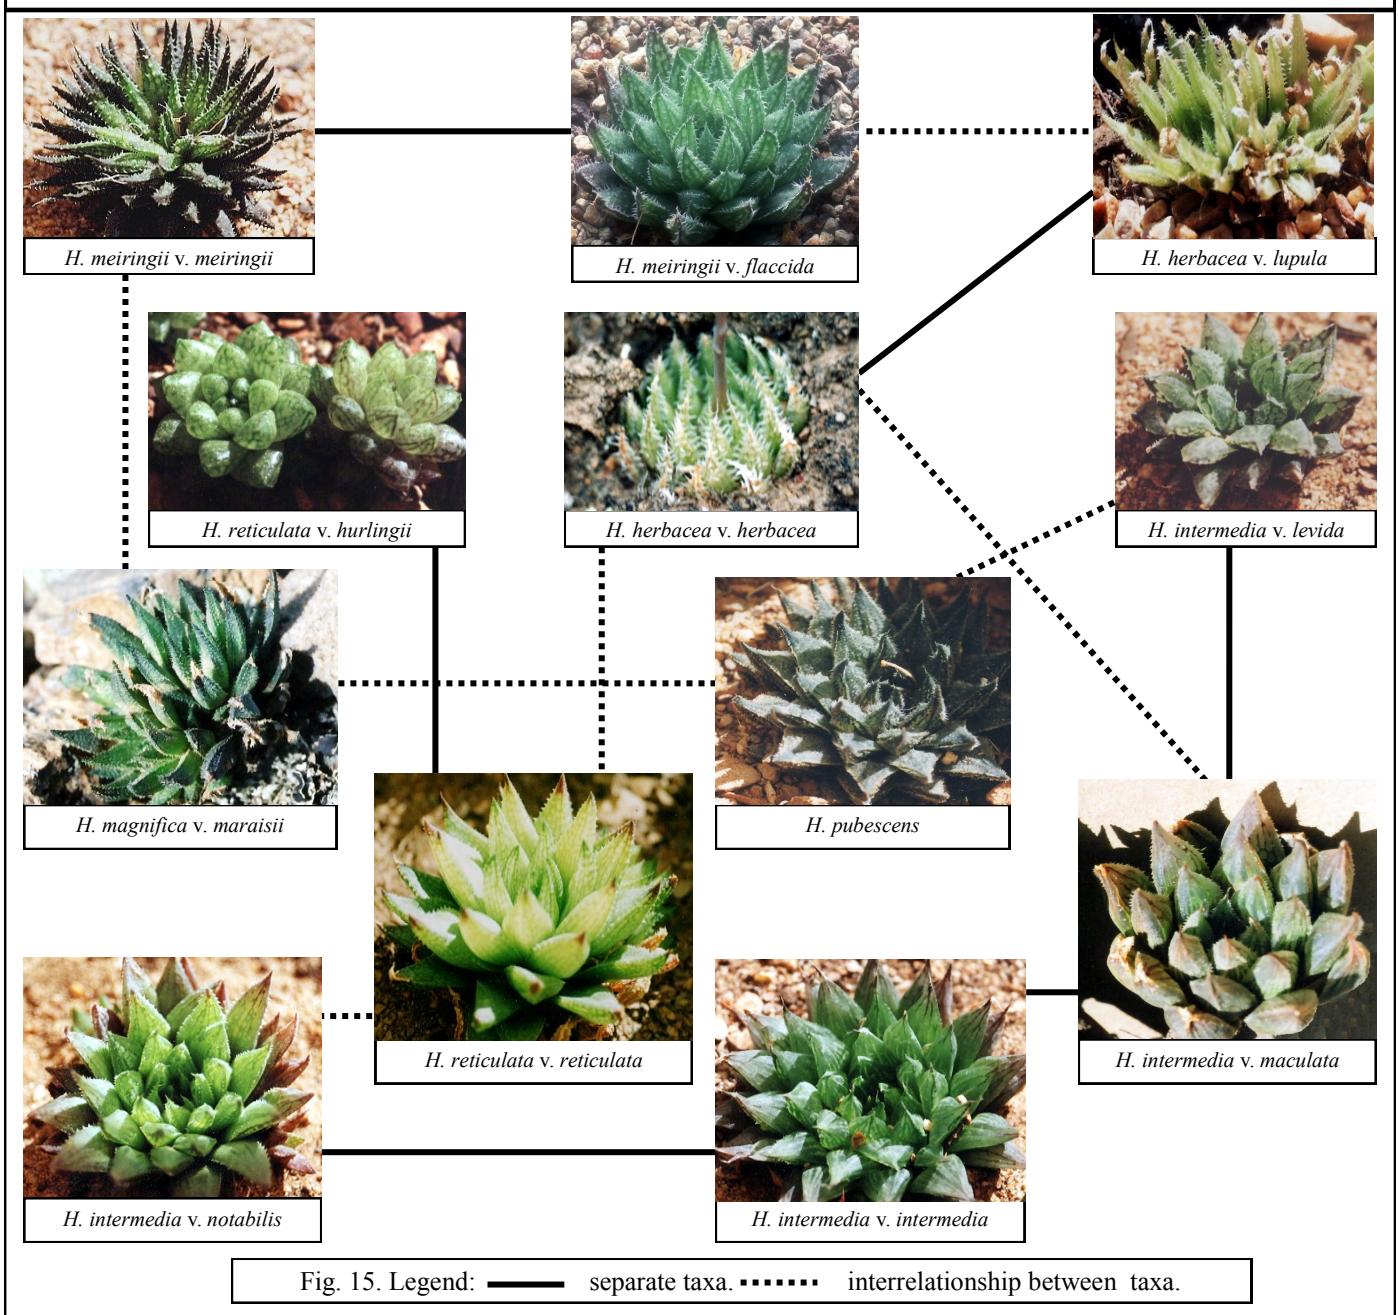 H. meiringii v. meiringii
H. meiringii v. flaccida
H. herbacea v. lupula
H. reticulata v. hurlingii
H. herbacea v. herbacea
H. intermedia v. levida
H. magnifica v. maraisii
H. pubescens
H. reticulata v. reticulata
H. intermedia v. maculata
H. intermedia v. notabilis
H. intermedia v. intermedia
Fig. 15. Legend: separate taxa. interrelationship between taxa.